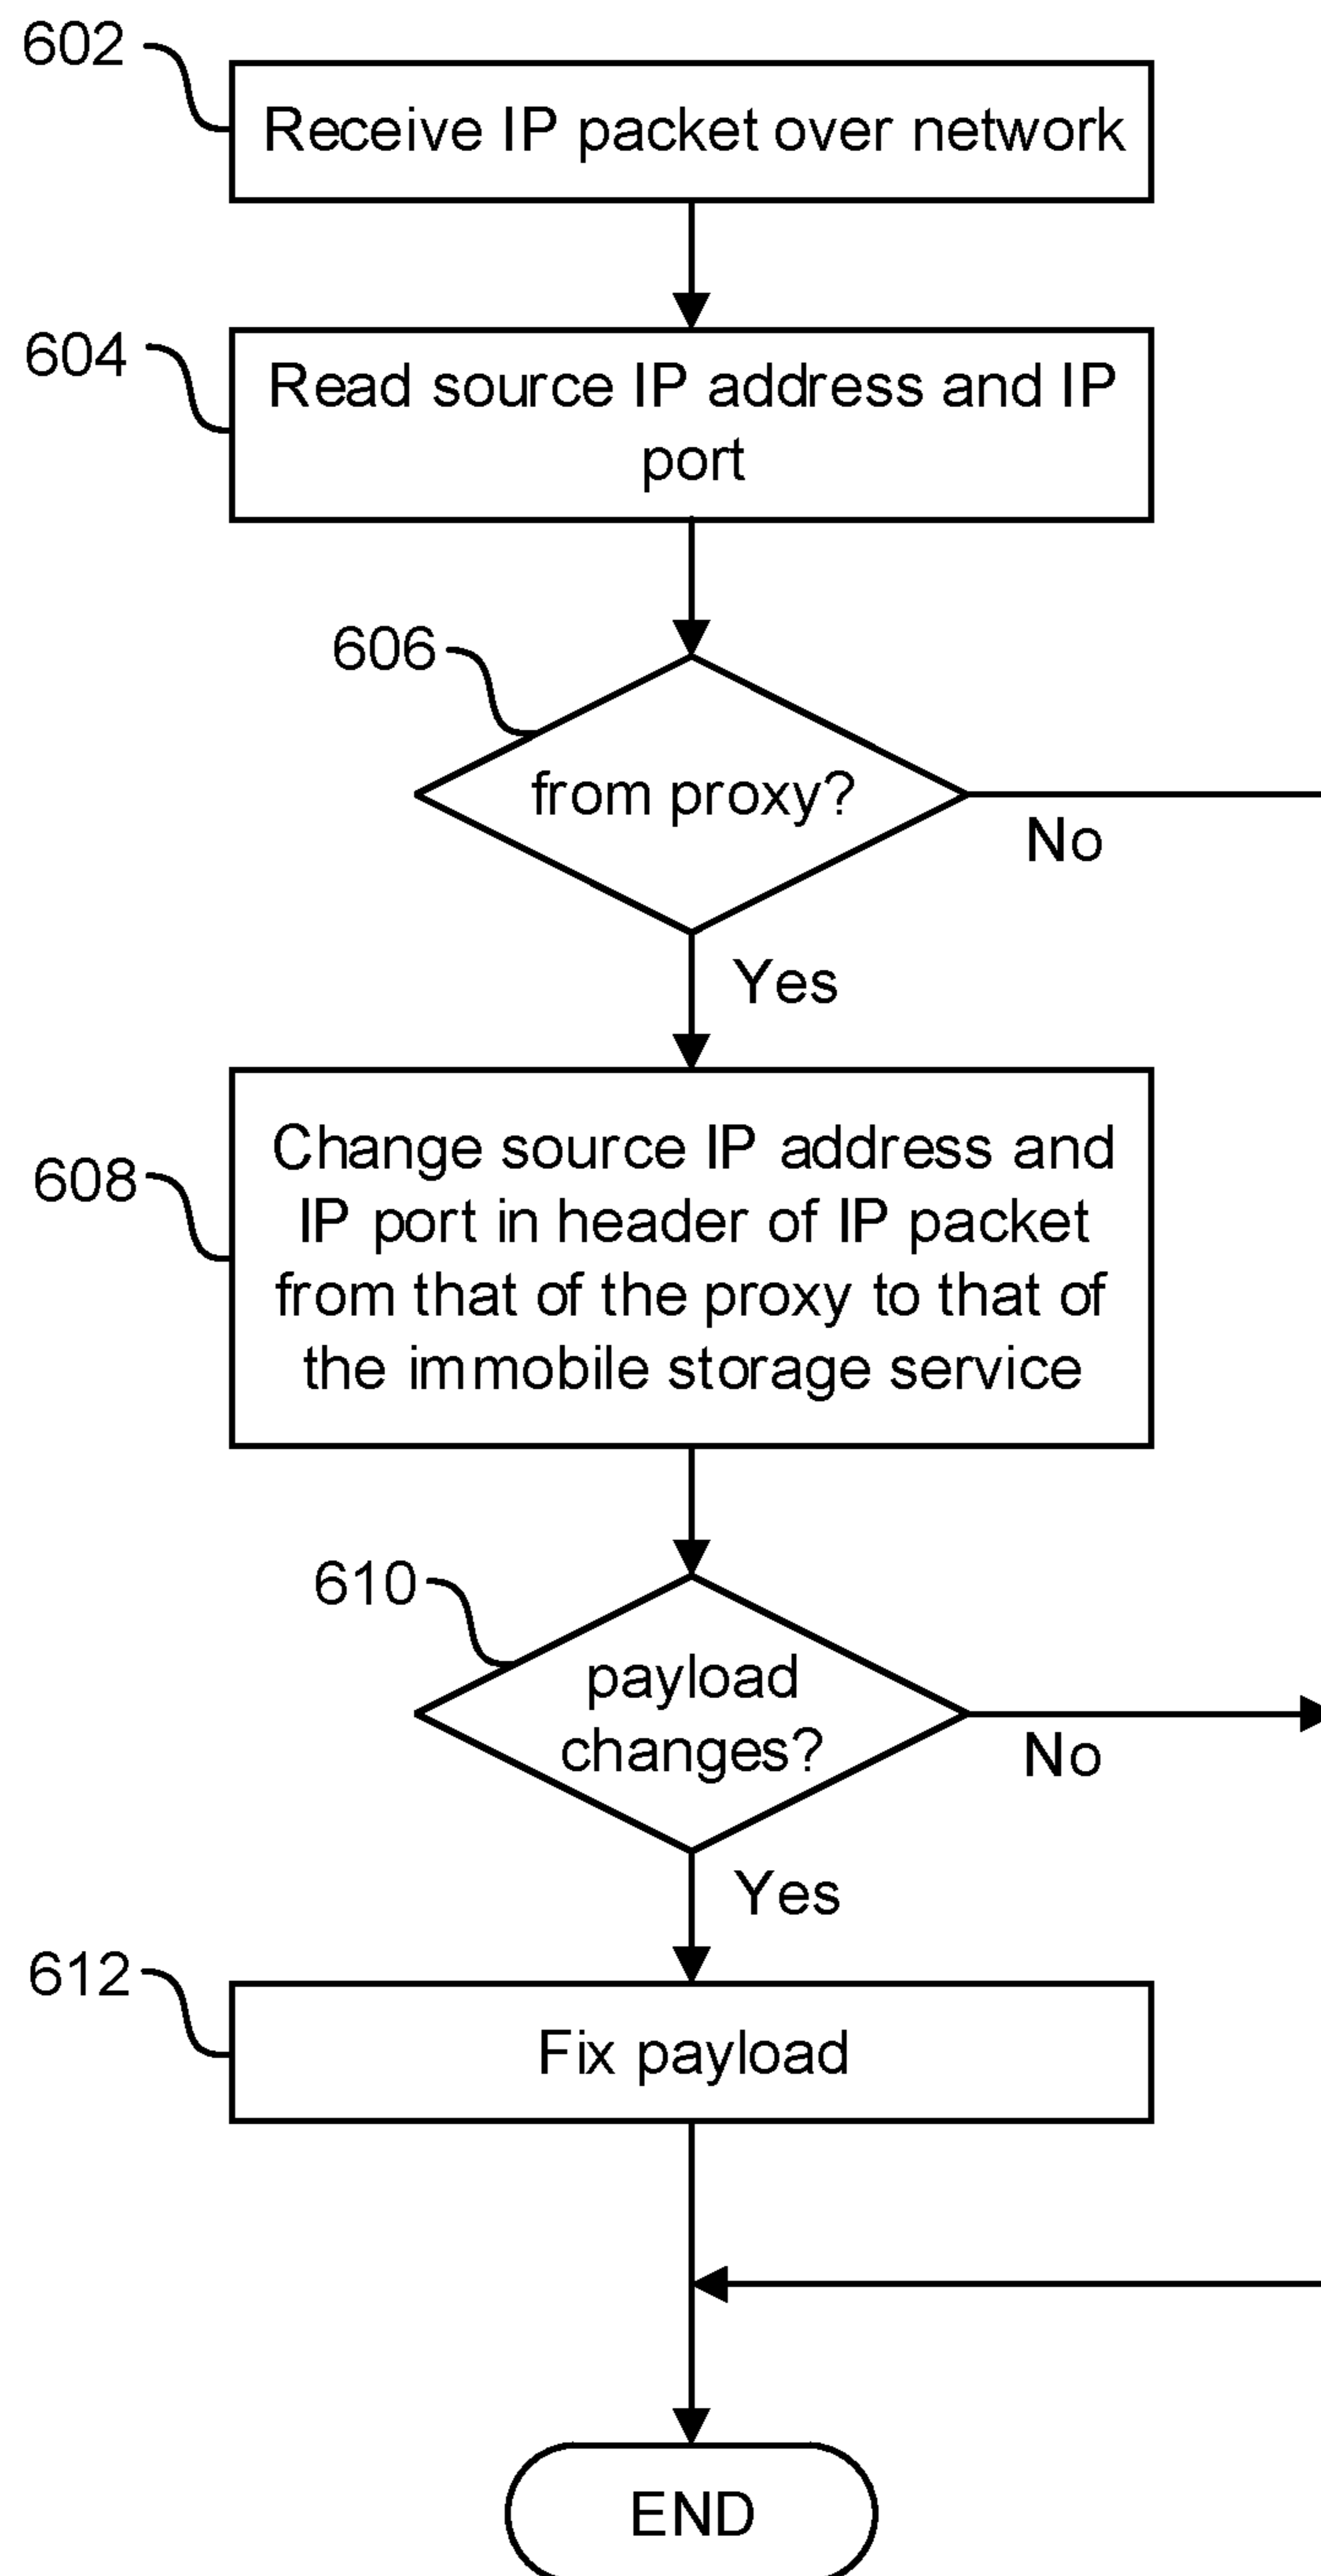 602
Receive IP packet over network
604
Read source IP address and IP
port
606
from proxy?
No
Yes
608
Change source IP address and
IP port in header of IP packet
from that of the proxy to that of
the immobile storage service
610
payload
changes?
No
Yes
612
Fix payload
END